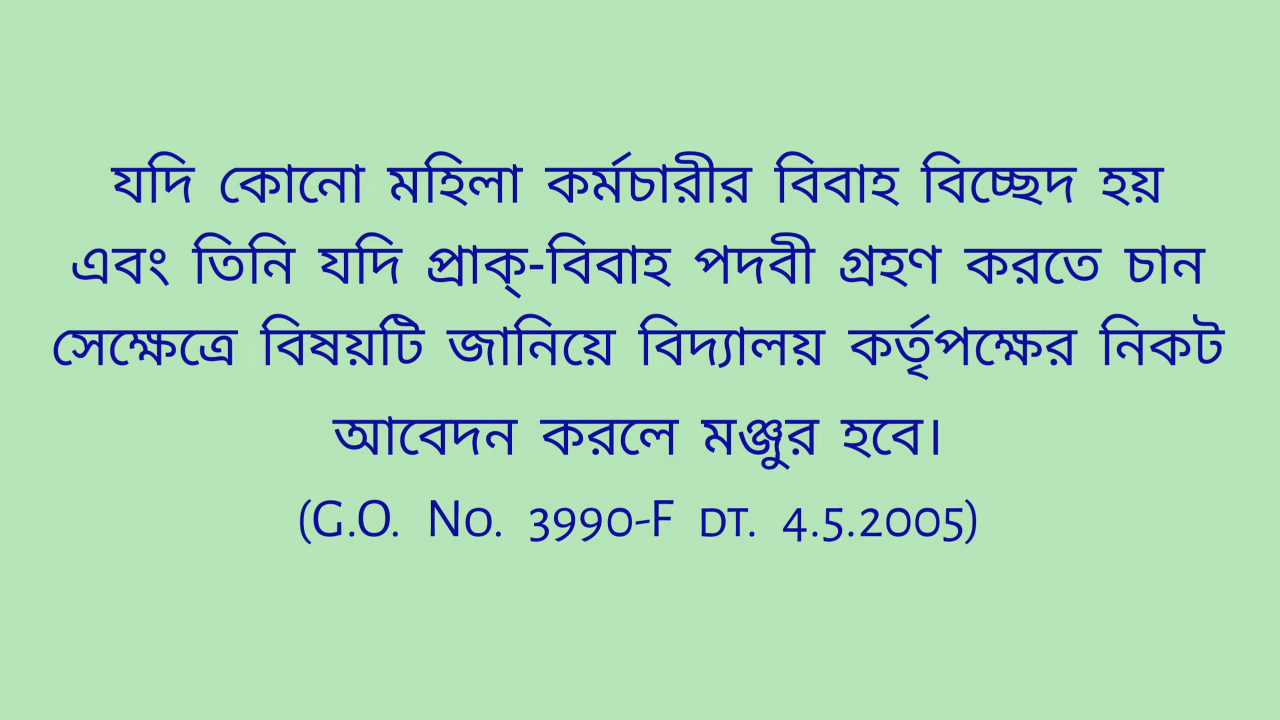 যদি কোনো মহিলা কর্মচারীর বিবাহ বিচ্ছেদ হয়
এবং তিনি যদি প্রাক্-বিবাহ পদবী গ্রহণ করতে চান
সেক্ষেত্রে বিষয়টি জানিয়ে বিদ্যালয় কর্তৃপক্ষের নিকট
আবেদন করলে মঞ্জুর হবে।
(G.O. No. 3990-F DT. 4.5.2005)